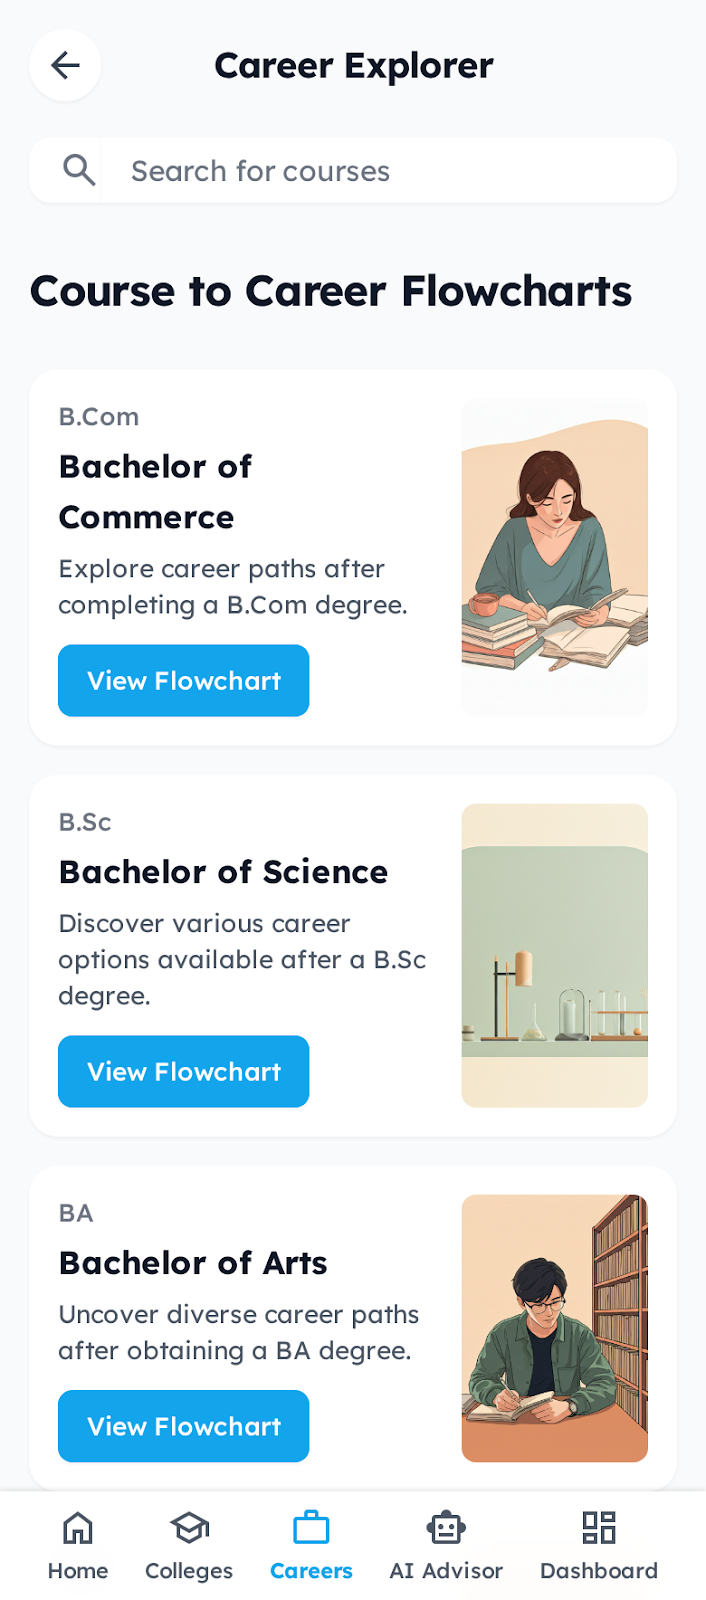 Career Explorer
Search for courses
Course to Career Flowcharts
B.Com
Bachelor of
Commerce
Explore career paths after
completing a B.Com degree.
View Flowchart
B.Sc
Bachelor of Science
Discover various career
options available after a B.Sc
degree.
View Flowchart
BA
Bachelor of Arts
Uncover diverse career paths
after obtaining a BA degree.
View Flowchart
Home
Colleges
Careers
AI Advisor
Dashboard